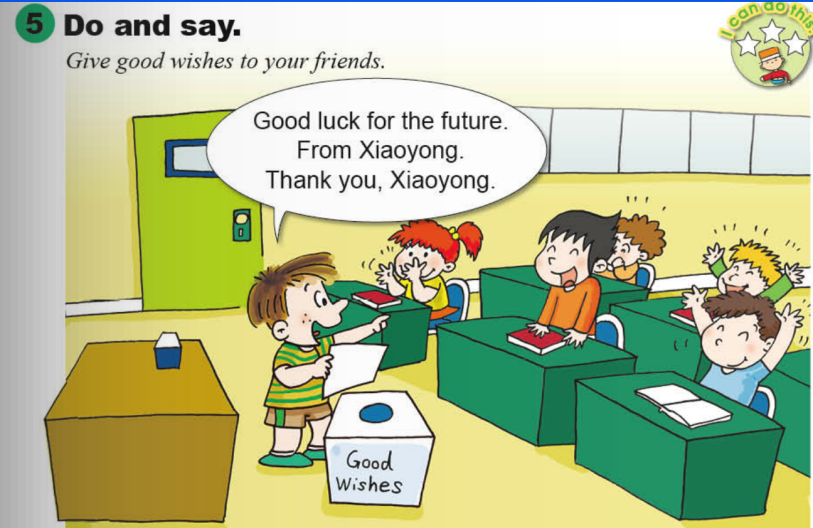 5 Do and say.
I can do this!
Give good wishes to your friends.
Good luck for the future.
From Xiaoyong.
Thank you, Xiaoyong.
Good
Wishes